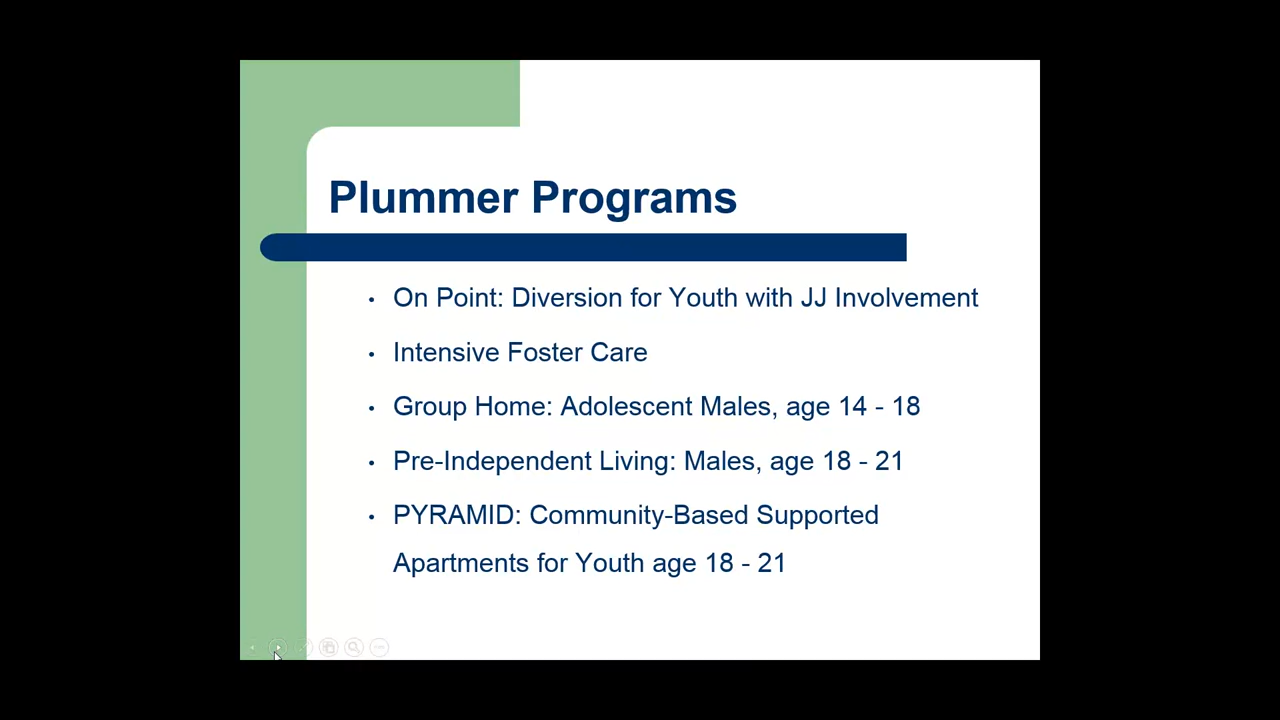 Plummer Programs
• On Point: Diversion for Youth with JJ Involvement
• Intensive Foster Care
• Group Home: Adolescent Males, age 14 - 18
• Pre-Independent Living: Males, age 18 - 21
• PYRAMID: Community-Based Supported
Apartments for Youth age 18 - 21